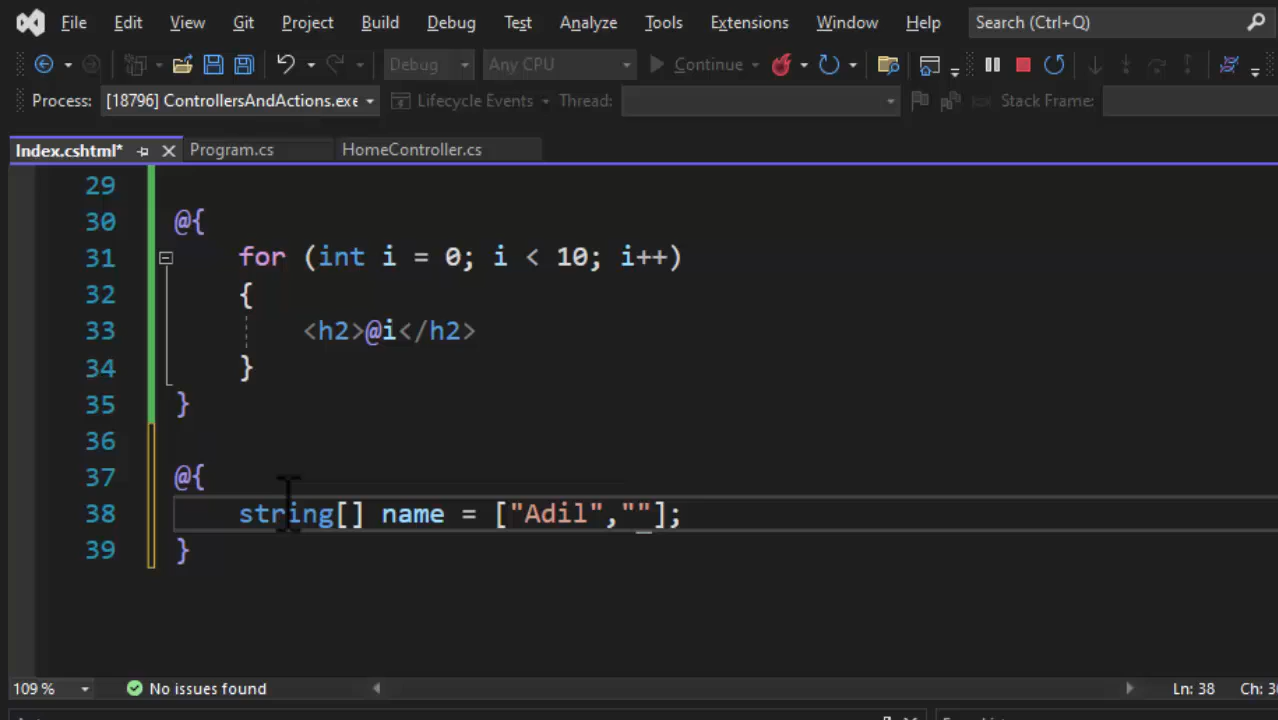 File Edit View Git Project Build Debug Test Analyze Tools Extensions Window Help Search (Ctrl+Q)
Debug Any CPU Continue
Process: [18796] ControllersAndActions.exe Lifecycle Events Thread: Stack Frame:
Index.cshtml* Program.cs HomeController.cs
29
30 @{
31 for (int i = 0; i < 10; i++)
32 {
33 <h2>@i</h2>
34 }
35 }
36
37 @{
38 string[] name = ["Adil",""];
39 }
109 % No issues found Ln: 38 Ch: